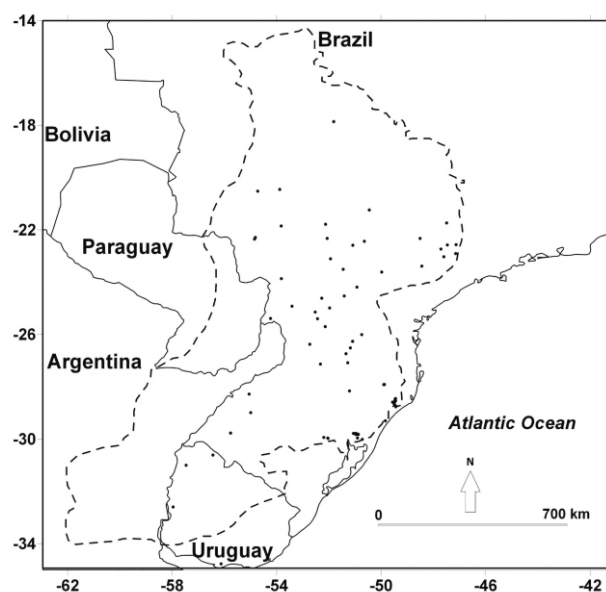 -14
Brazil
-18
Bolivia
-22
Paraguay
-26
Argentina
-30
Atlantic Ocean
N
0 700 km
-34
Uruguay
-62 -58 -54 -50 -46 -42